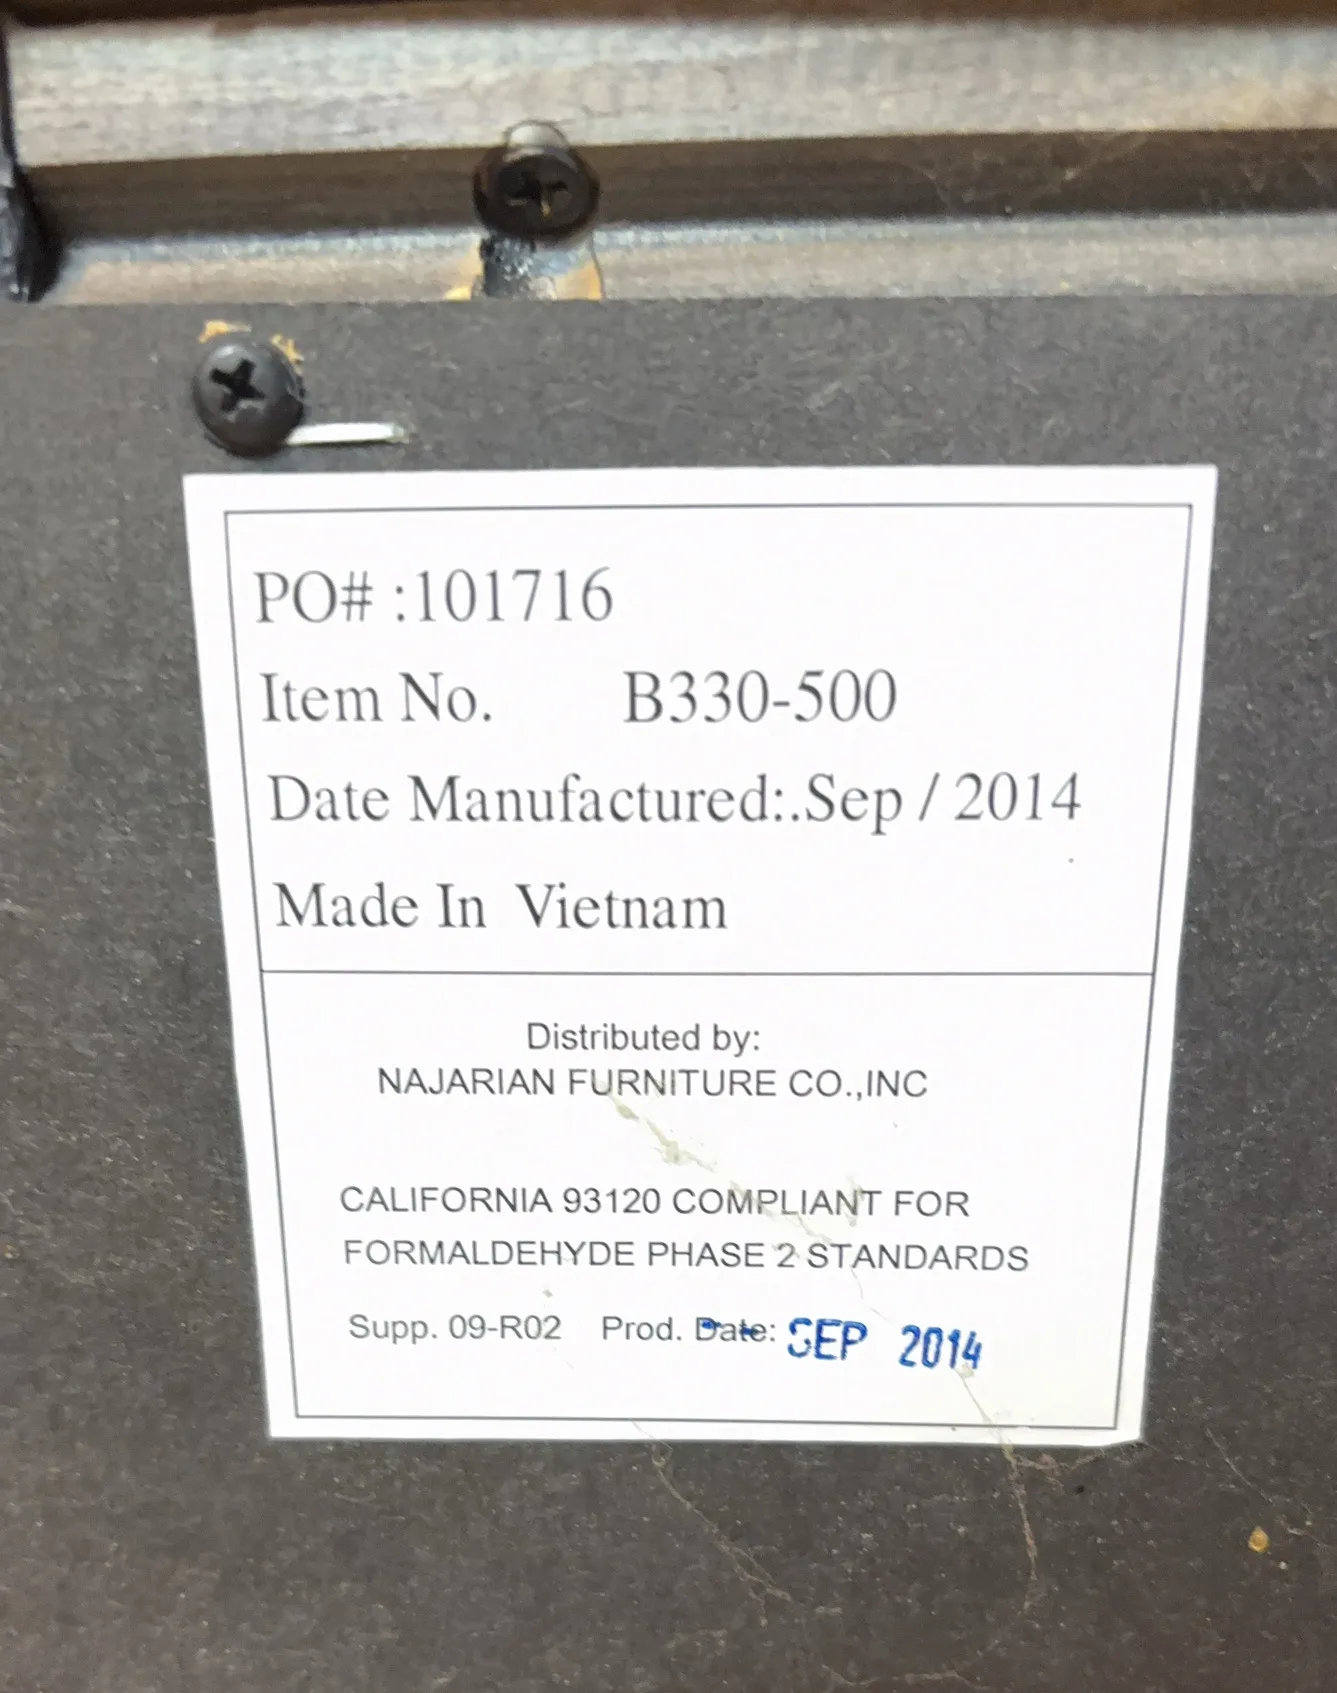 PO# :101716
Item No. B330-500
Date Manufactured:.Sep / 2014
Made In Vietnam
Distributed by:
NAJARIAN FURNITURE CO.,INC
CALIFORNIA 93120 COMPLIANT FOR
FORMALDEHYDE PHASE 2 STANDARDS
Supp. 09-R02 Prod. Date: SEP 2014